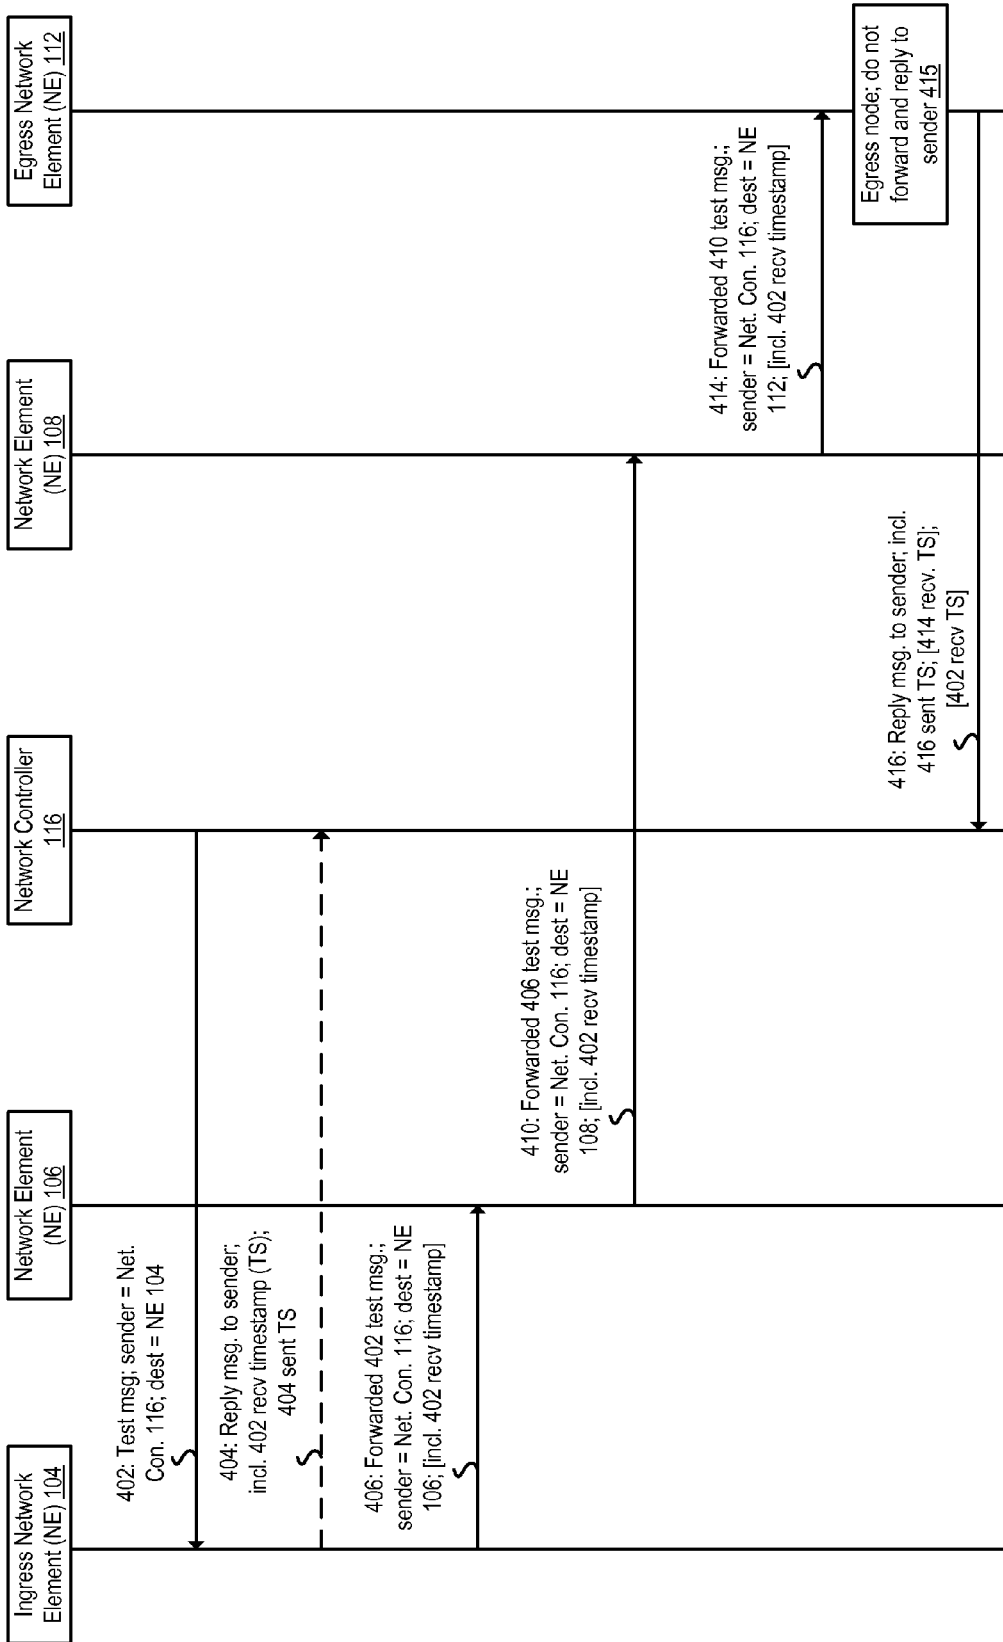 Ingress Network
Element (NE) 104
Network Element
(NE) 106
Network Controller
116
Network Element
(NE) 108
Egress Network
Element (NE) 112
402: Test msg; sender = Net.
Con. 116; dest = NE 104
404: Reply msg. to sender;
incl. 402 recv timestamp (TS);
404 sent TS
406: Forwarded 402 test msg.;
sender = Net. Con. 116; dest = NE
106; [incl. 402 recv timestamp]
410: Forwarded 406 test msg.;
sender = Net. Con. 116; dest = NE
108; [incl. 402 recv timestamp]
414: Forwarded 410 test msg.;
sender = Net. Con. 116; dest = NE
112; [incl. 402 recv timestamp]
Egress node; do not
forward and reply to
sender 415
416: Reply msg. to sender; incl.
416 sent TS; [414 recv. TS];
[402 recv TS]